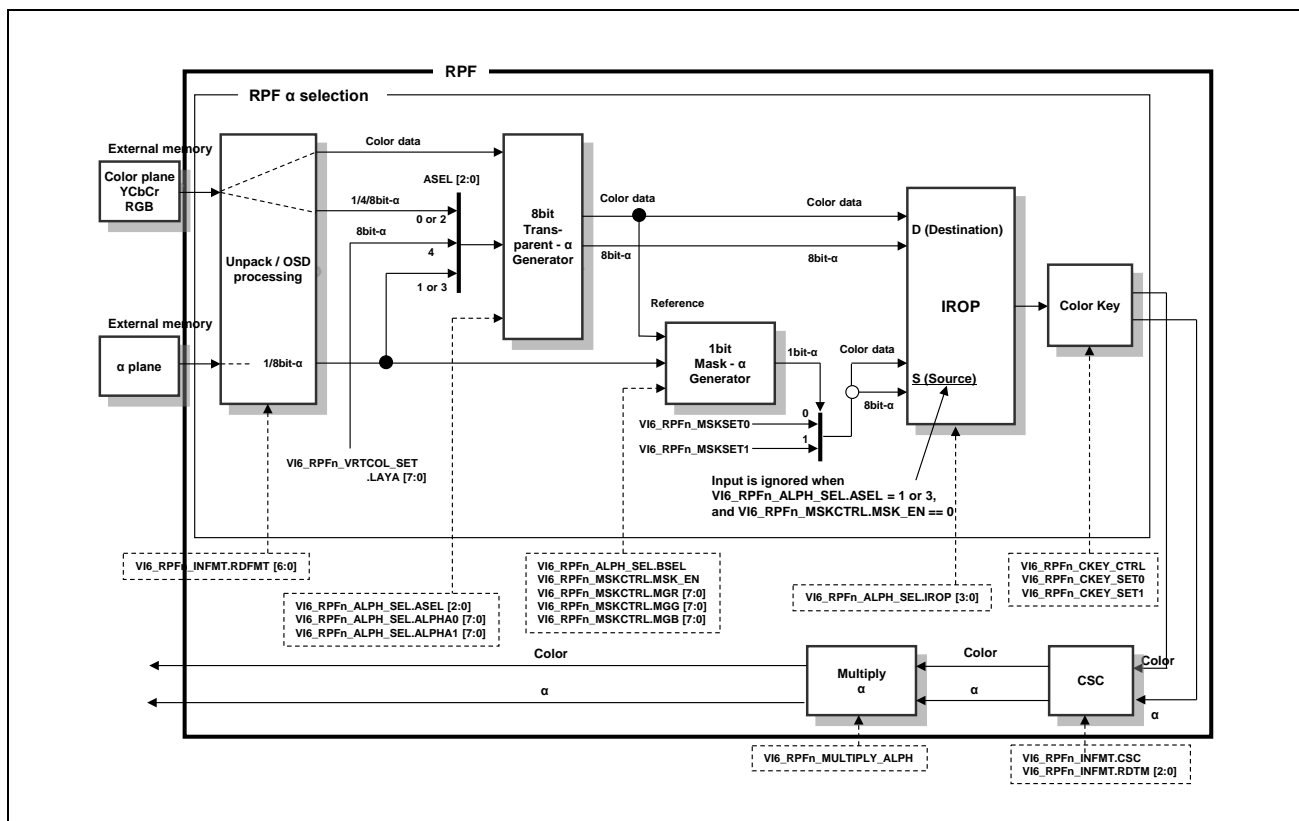 RPF
RPF α selection
External memory
Color plane
YCbCr
RGB
External memory
α plane
Unpack / OSD
processing
1/8bit-α
Color data
ASEL [2:0]
1/4/8bit-α
0 or 2
8bit-α
4
1 or 3
8bit
Trans-
parent - α
Generator
Color data
8bit-α
Color data
8bit-α
Reference
1bit
Mask - α
Generator
1bit-α
Color data
8bit-α
0
1
VI6_RPFn_MSKSET0
VI6_RPFn_MSKSET1
D (Destination)
IROP
S (Source)
Color Key
VI6_RPFn_VRTCOL_SET
.LAYA [7:0]
Input is ignored when
VI6_RPFn_ALPH_SEL.ASEL = 1 or 3,
and VI6_RPFn_MSKCTRL.MSK_EN == 0
VI6_RPFn_INFMT.RDFMT [6:0]
VI6_RPFn_ALPH_SEL.ASEL [2:0]
VI6_RPFn_ALPH_SEL.ALPHA0 [7:0]
VI6_RPFn_ALPH_SEL.ALPHA1 [7:0]
VI6_RPFn_ALPH_SEL.BSEL
VI6_RPFn_MSKCTRL.MSK_EN
VI6_RPFn_MSKCTRL.MGR [7:0]
VI6_RPFn_MSKCTRL.MGG [7:0]
VI6_RPFn_MSKCTRL.MGB [7:0]
VI6_RPFn_ALPH_SEL.IROP [3:0]
VI6_RPFn_CKEY_CTRL
VI6_RPFn_CKEY_SET0
VI6_RPFn_CKEY_SET1
Color
α
Multiply
α
Color
α
CSC
Color
α
VI6_RPFn_MULTIPLY_ALPH
VI6_RPFn_INFMT.CSC
VI6_RPFn_INFMT.RDTM [2:0]